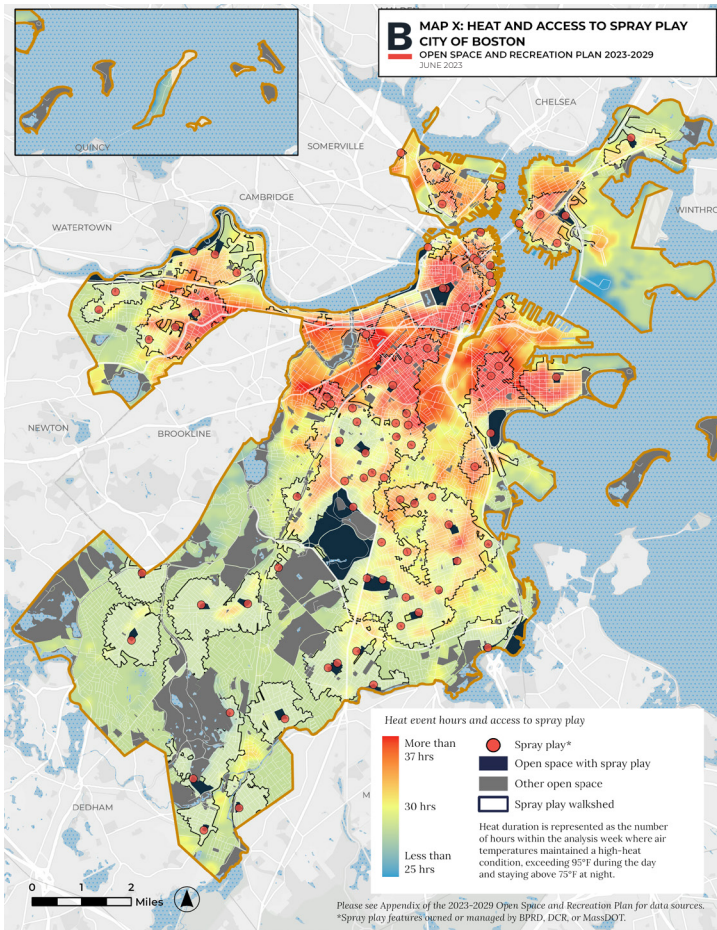 B
MAP X: HEAT AND ACCESS TO SPRAY PLAY
CITY OF BOSTON
OPEN SPACE AND RECREATION PLAN 2023-2029
JUNE 2023
QUINCY
SOMERVILLE
CHELSEA
CAMBRIDGE
WATERTOWN
WINTHRO
NEWTON
BROOKLINE
DEDHAM
M
Heat event hours and access to spray play
More than
37 hrs
30 hrs
Less than
25 hrs
Spray play*
Open space with spray play
Other open space
Spray play walkshed
Heat duration is represented as the number
of hours within the analysis week where air
temperatures maintained a high-heat
condition, exceeding 95°F during the day
and staying above 75°F at night.
0 1 2
Miles
Please see Appendix of the 2023-2029 Open Space and Recreation Plan for data sources.
*Spray play features owned or managed by BPRD, DCR, or MassDOT.